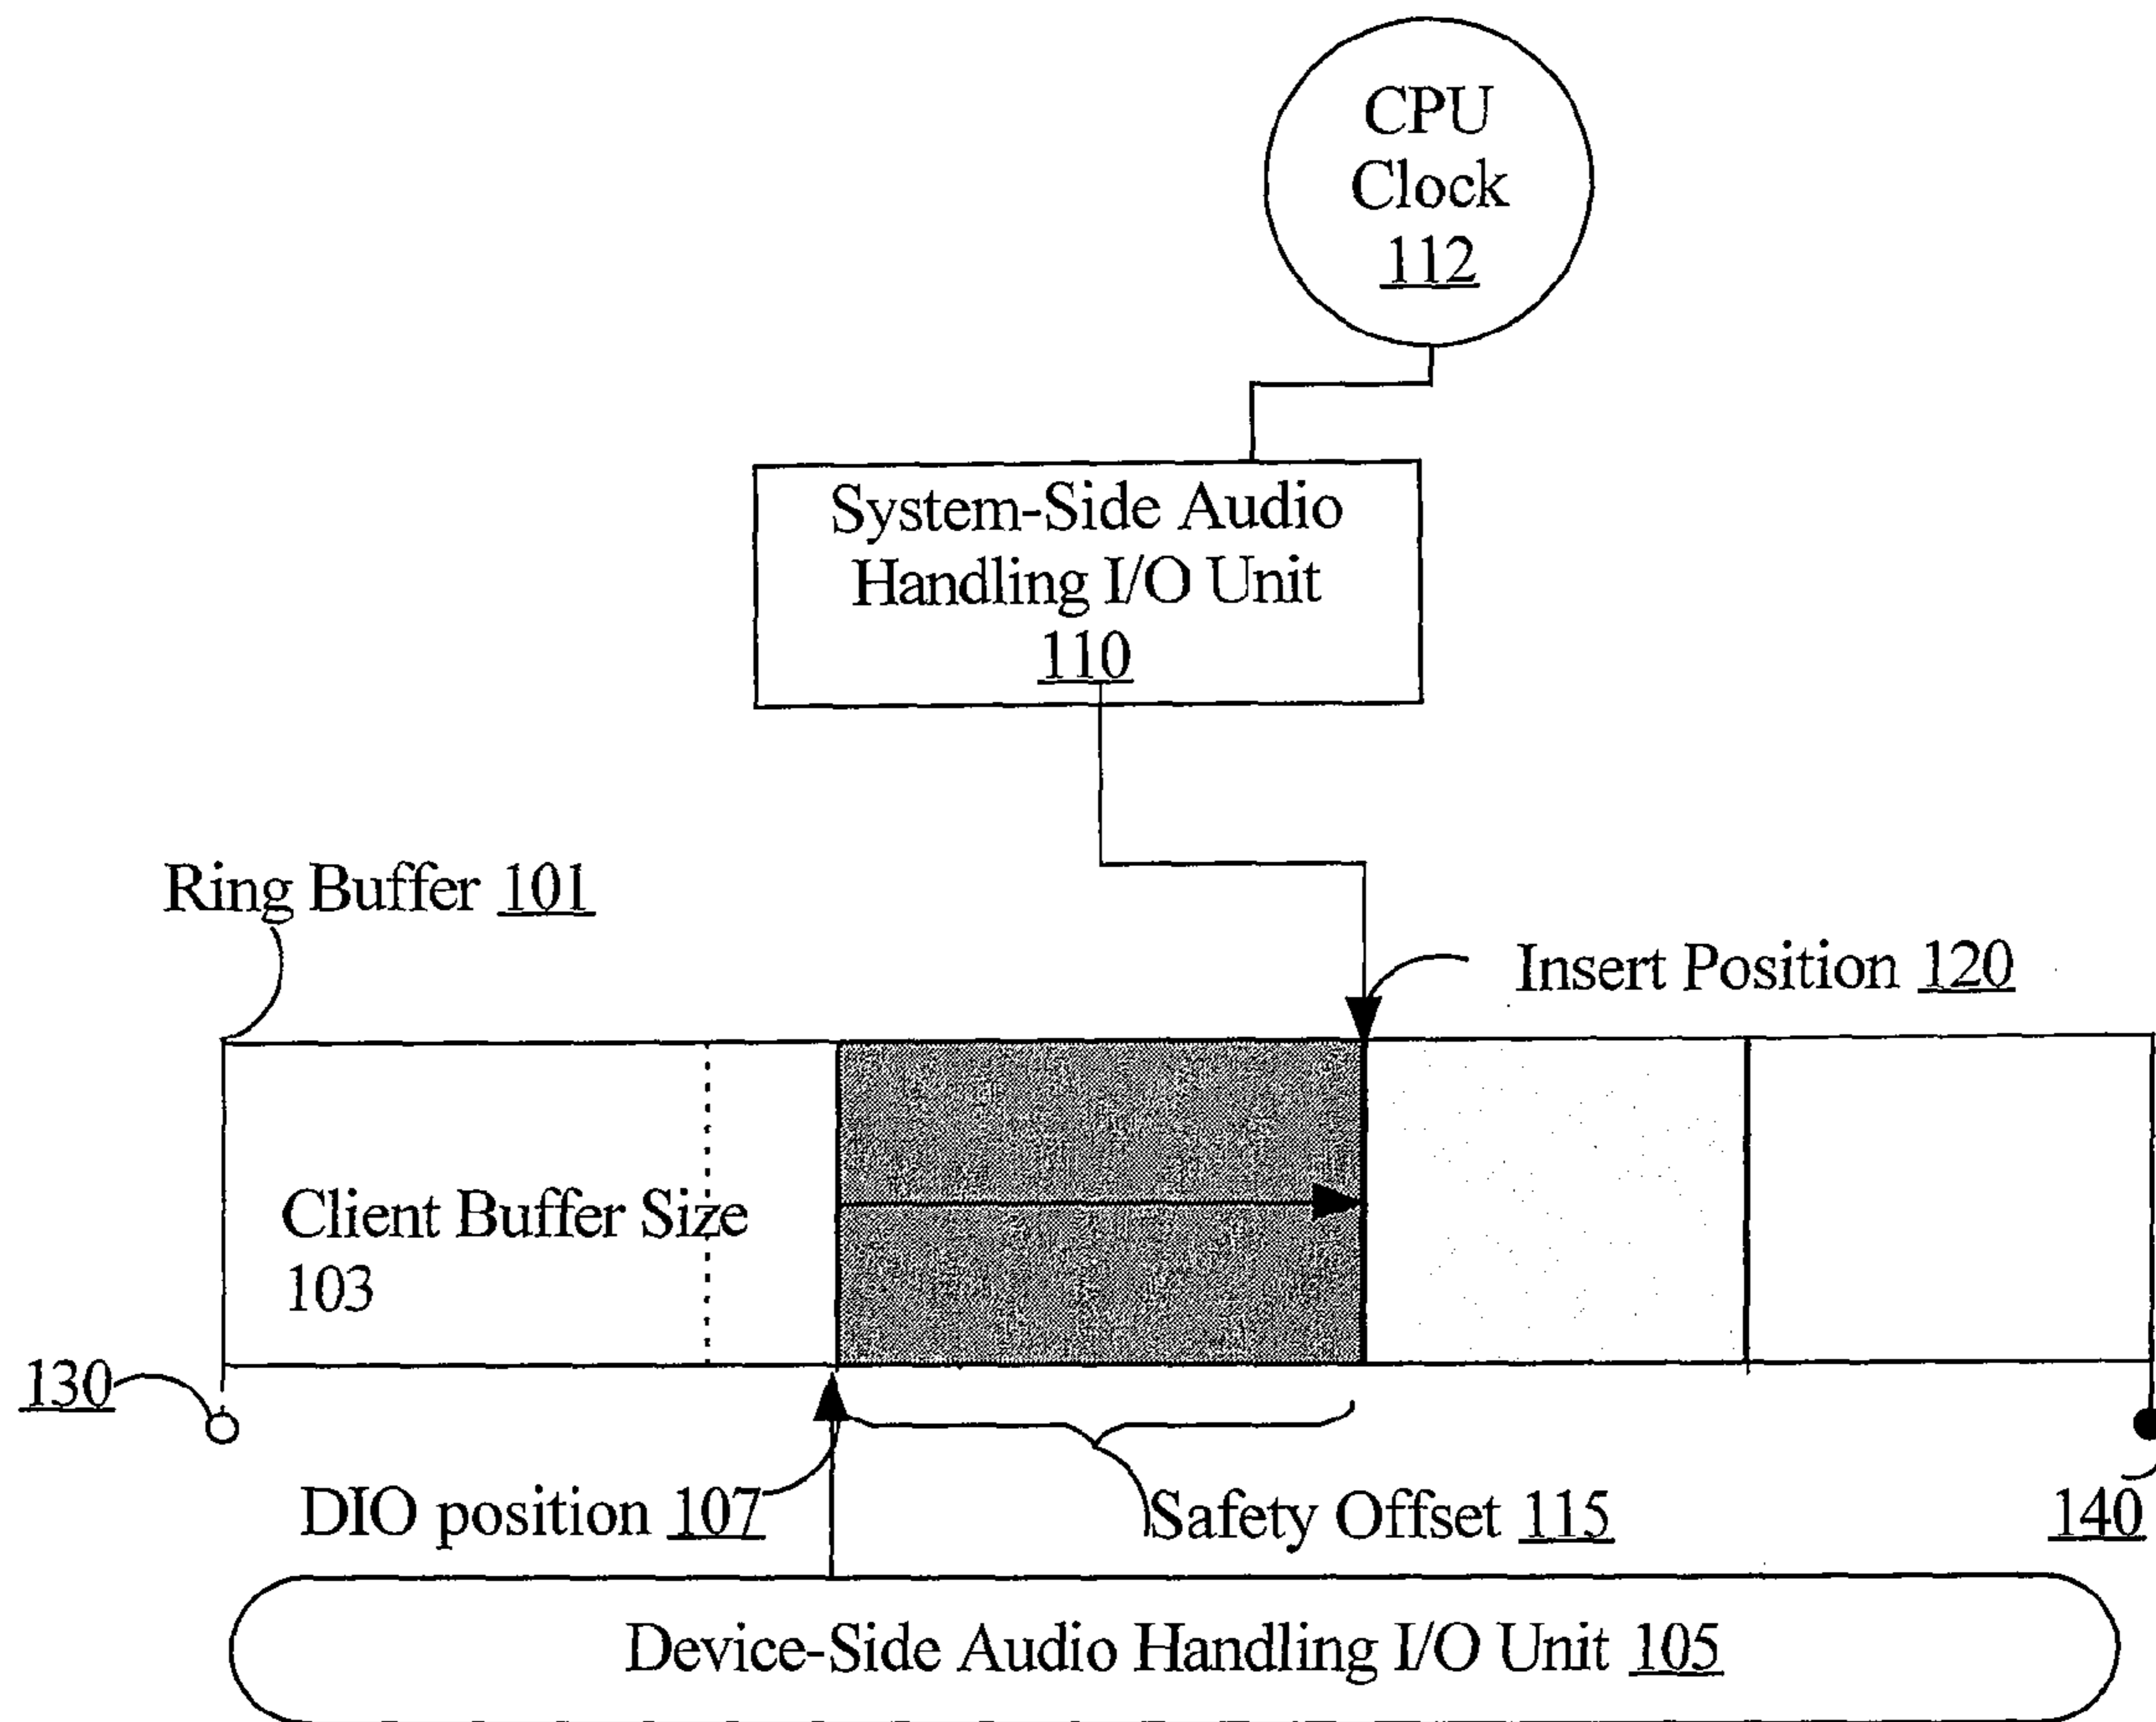 CPU
Clock
112
System-Side Audio
Handling I/O Unit
110
Ring Buffer 101
Insert Position 120
Client Buffer Size
103
130
DIO position 107
Safety Offset 115
140
Device-Side Audio Handling I/O Unit 105